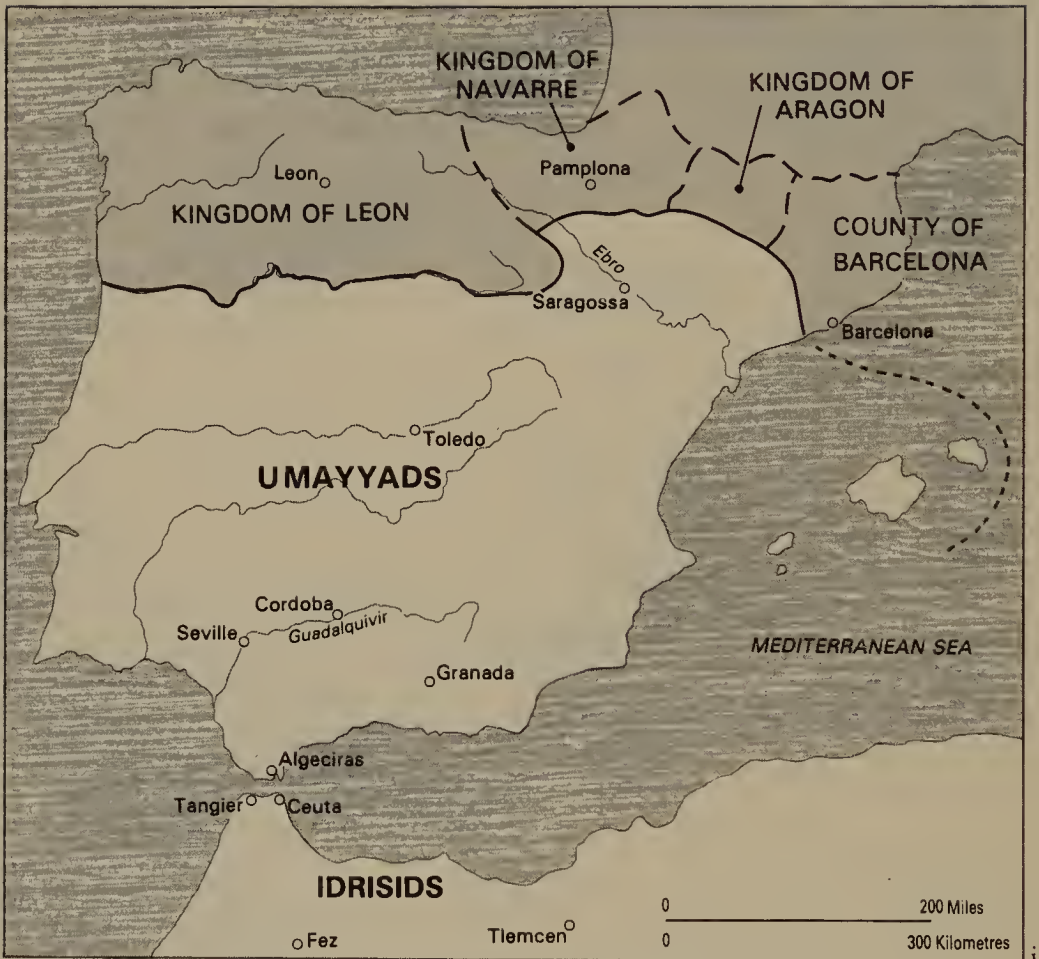 KINGDOM OF
NAVARRE
KINGDOM OF
ARAGON
Leon
Pamplona
KINGDOM OF LEON
COUNTY OF
BARCELONA
Ebro
Saragossa
Barcelona
Toledo
UMAYYADS
Cordoba
Seville
Guadalquivir
MEDITERRANEAN SEA
Granada
Algeciras
Tangier
Ceuta
IDRISIDS
Fez
Tlemcen
0
200 Miles
0
300 Kilometres